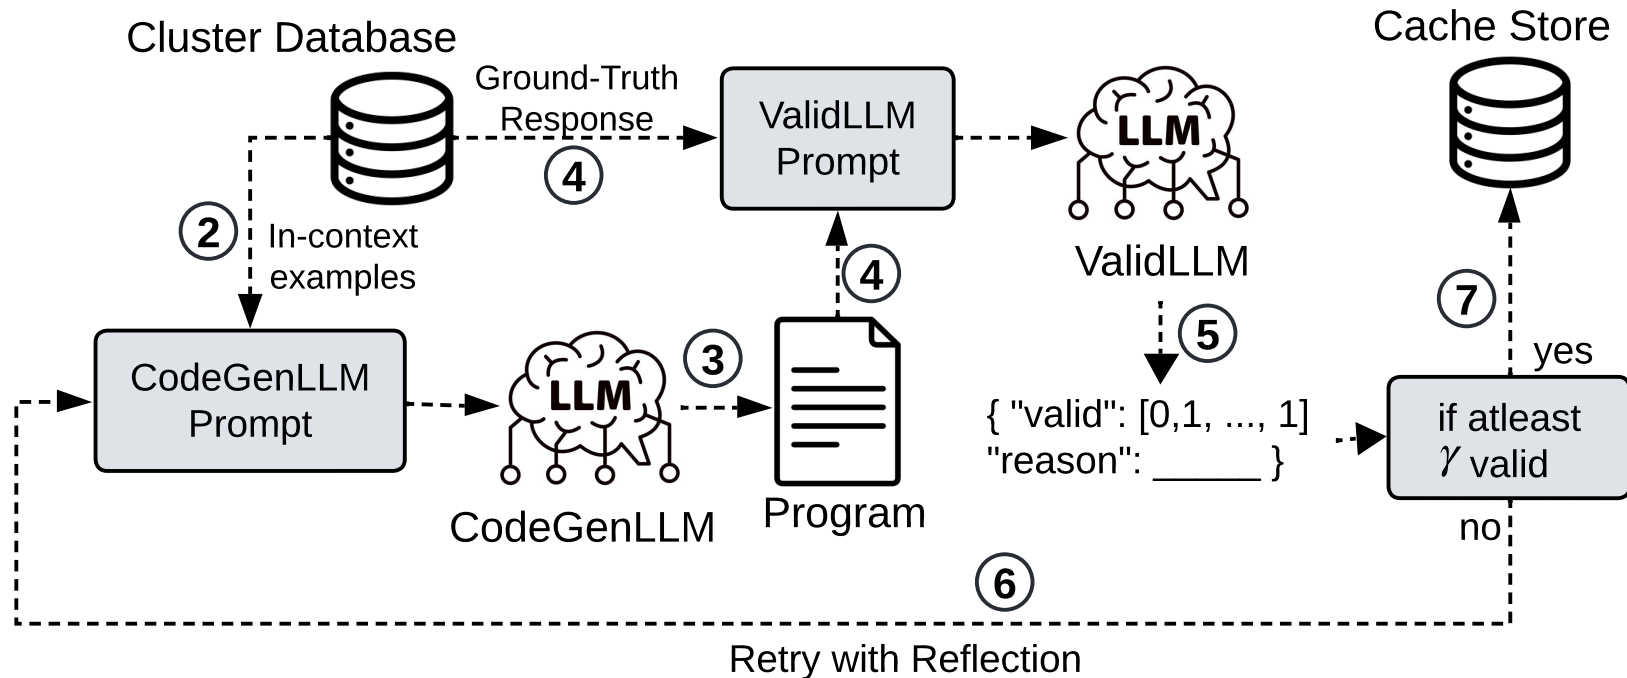 Cluster Database
Cache Store
Ground-Truth
Response
4
ValidLLM
Prompt
LLM
ValidLLM
2
In-context
examples
4
5
7
yes
CodeGenLLM
Prompt
LLM
CodeGenLLM
3
Program
{ "valid": [0,1, ..., 1]
"reason": _____ }
if atleast
γ valid
no
6
Retry with Reflection